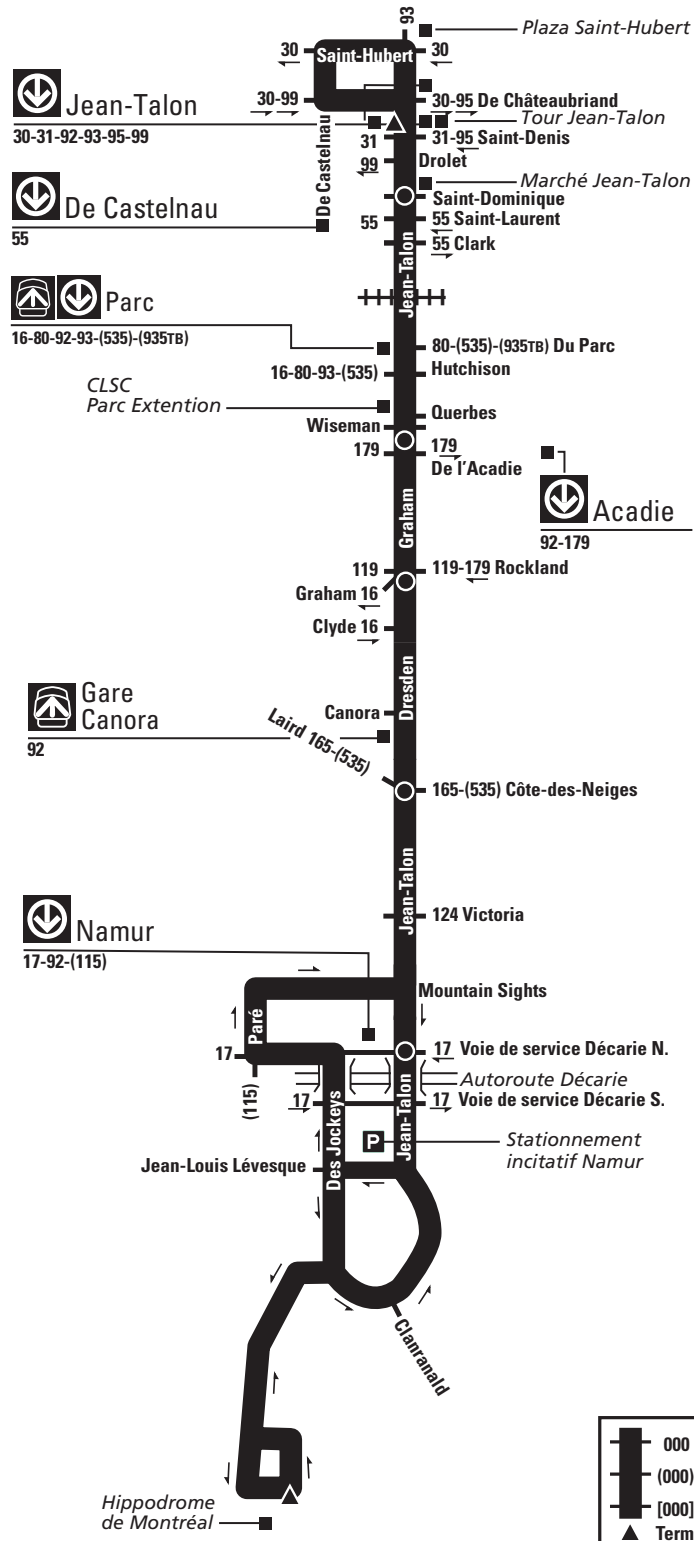 93
Plaza Saint-Hubert
30
Saint-Hubert
30
Jean-Talon
30-31-92-93-95-99
30-99
30-95 De Châteaubriand
De Castelnau
Tour Jean-Talon
31
31-95 Saint-Denis
99
Drolet
Marché Jean-Talon
De Castelnau
55
Saint-Dominique
55
55 Saint-Laurent
55 Clark
Jean-Talon
Parc
16-80-92-93-(535)-(935TB)
80-(535)-(935TB) Du Parc
16-80-93-(535)
Hutchison
CLSC
Parc Extention
Querbes
Wiseman
179
179
De l'Acadie
Acadie
92-179
Graham
119
119-179 Rockland
Graham 16
Clyde 16
Dresden
Gare
Canora
92
Canora
Laird 165-(535)
165-(535) Côte-des-Neiges
Jean-Talon
124 Victoria
Namur
17-92-(115)
Mountain Sights
Paré
17
(115)
17 Voie de service Décarie N.
Autoroute Décarie
17
17 Voie de service Décarie S.
Des Jockeys
Jean-Talon
P
Stationnement
incitatif Namur
Jean-Louis Lévesque
Clanranald
Hippodrome
de Montréal
000
(000)
[000]
Term